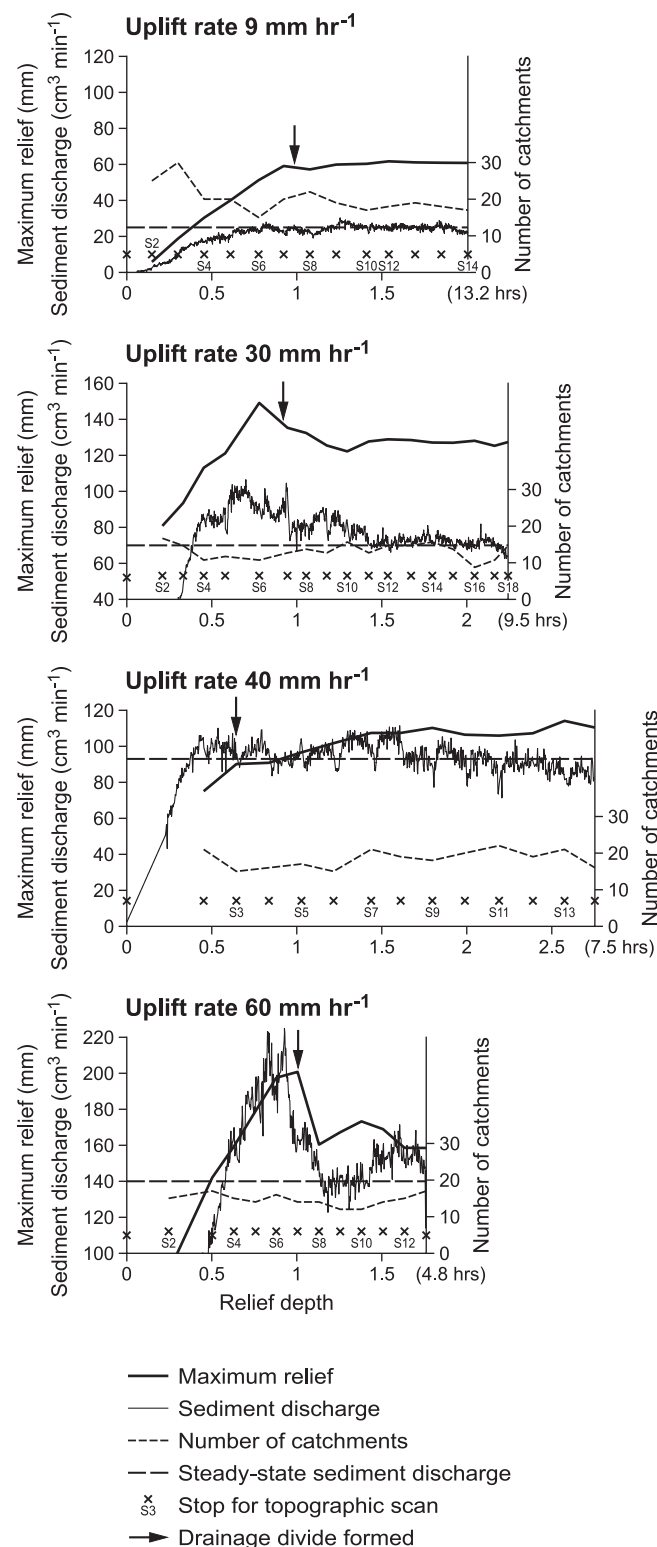 Uplift rate 9 mm hr⁻¹
Maximum relief (mm)
Sediment discharge (cm³ min⁻¹)
120
100
80
60
40
20
0
30
20
10
0
Number of catchments
S2
S4
S6
S8
S10
S12
S14
0
0.5
1
1.5
(13.2 hrs)
Uplift rate 30 mm hr⁻¹
Maximum relief (mm)
Sediment discharge (cm³ min⁻¹)
160
140
120
100
80
60
40
30
20
10
0
Number of catchments
S2
S4
S6
S8
S10
S12
S14
S16
S18
0
0.5
1
1.5
2
(9.5 hrs)
Uplift rate 40 mm hr⁻¹
Maximum relief (mm)
Sediment discharge (cm³ min⁻¹)
120
100
80
60
40
20
0
30
20
10
0
Number of catchments
S3
S5
S7
S9
S11
S13
0
0.5
1
1.5
2
2.5
(7.5 hrs)
Uplift rate 60 mm hr⁻¹
Maximum relief (mm)
Sediment discharge (cm³ min⁻¹)
220
200
180
160
140
120
100
30
20
10
0
Number of catchments
S2
S4
S6
S8
S10
S12
0
0.5
1
1.5
(4.8 hrs)
Relief depth
Maximum relief
Sediment discharge
Number of catchments
Steady-state sediment discharge
S3 Stop for topographic scan
Drainage divide formed